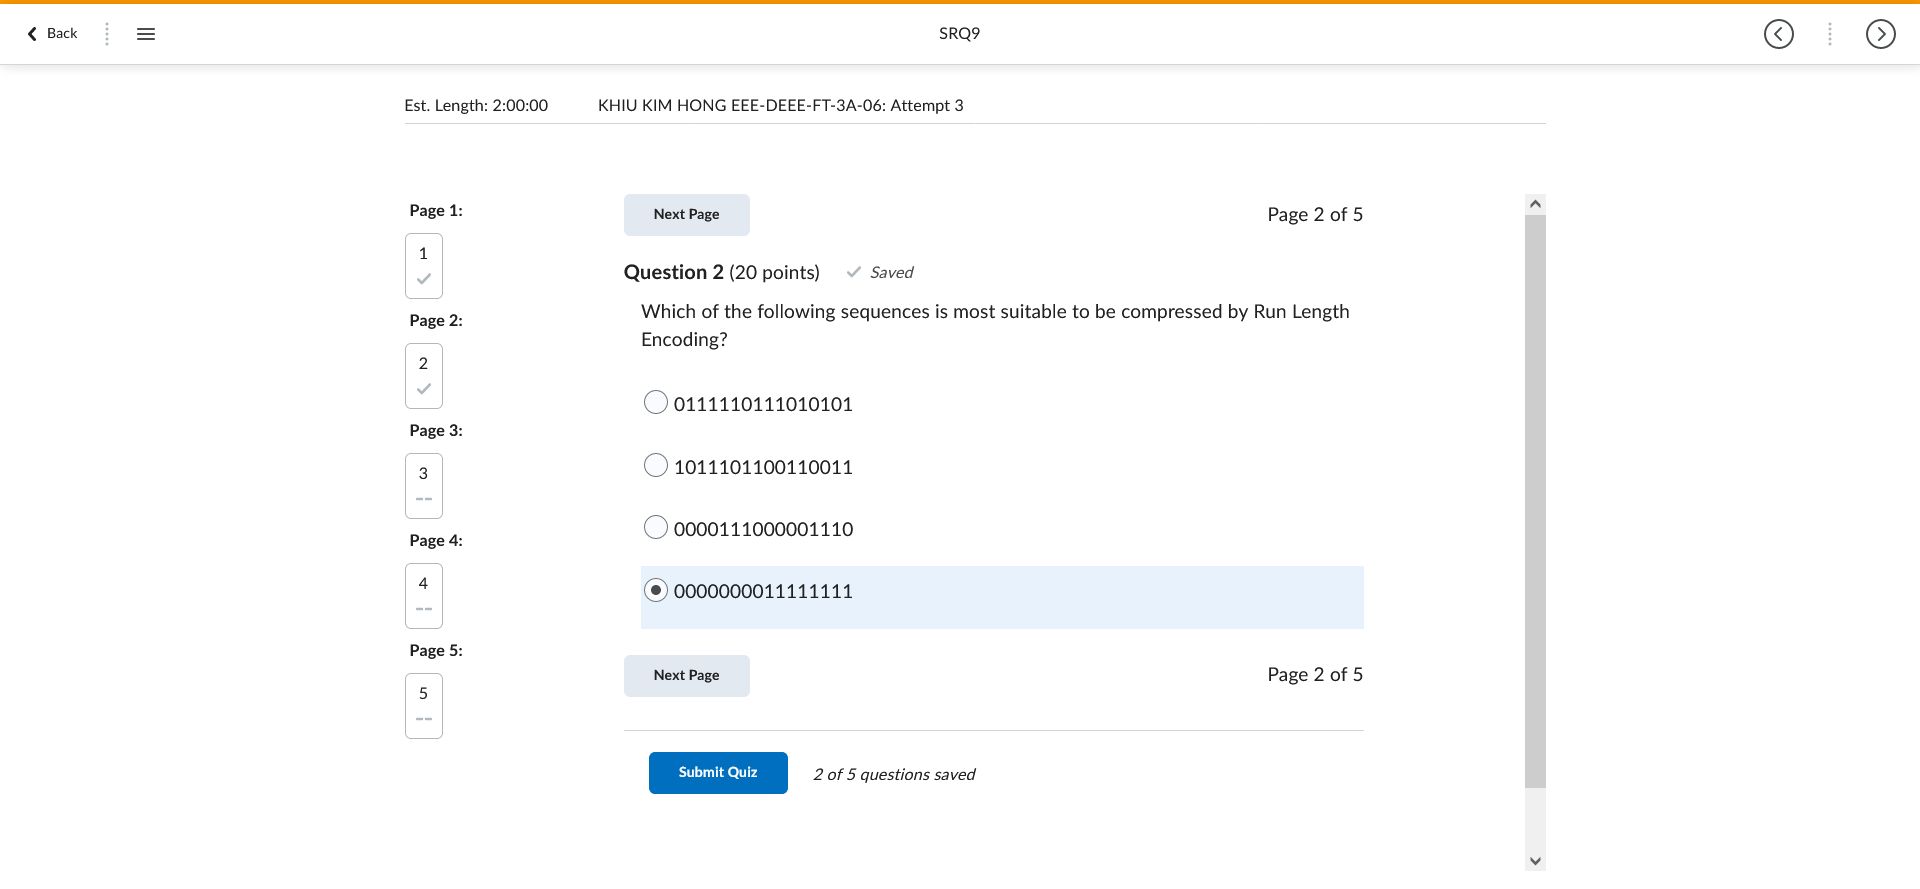 Back
SRQ9
Est. Length: 2:00:00 KHIU KIM HONG EEE-DEEE-FT-3A-06: Attempt 3
Page 1:
1
Page 2:
2
Page 3:
3
--
Page 4:
4
--
Page 5:
5
--
Next Page
Page 2 of 5
Question 2 (20 points) Saved
Which of the following sequences is most suitable to be compressed by Run Length
Encoding?
0111110111010101
1011101100110011
0000111000001110
0000000011111111
Next Page
Page 2 of 5
Submit Quiz
2 of 5 questions saved